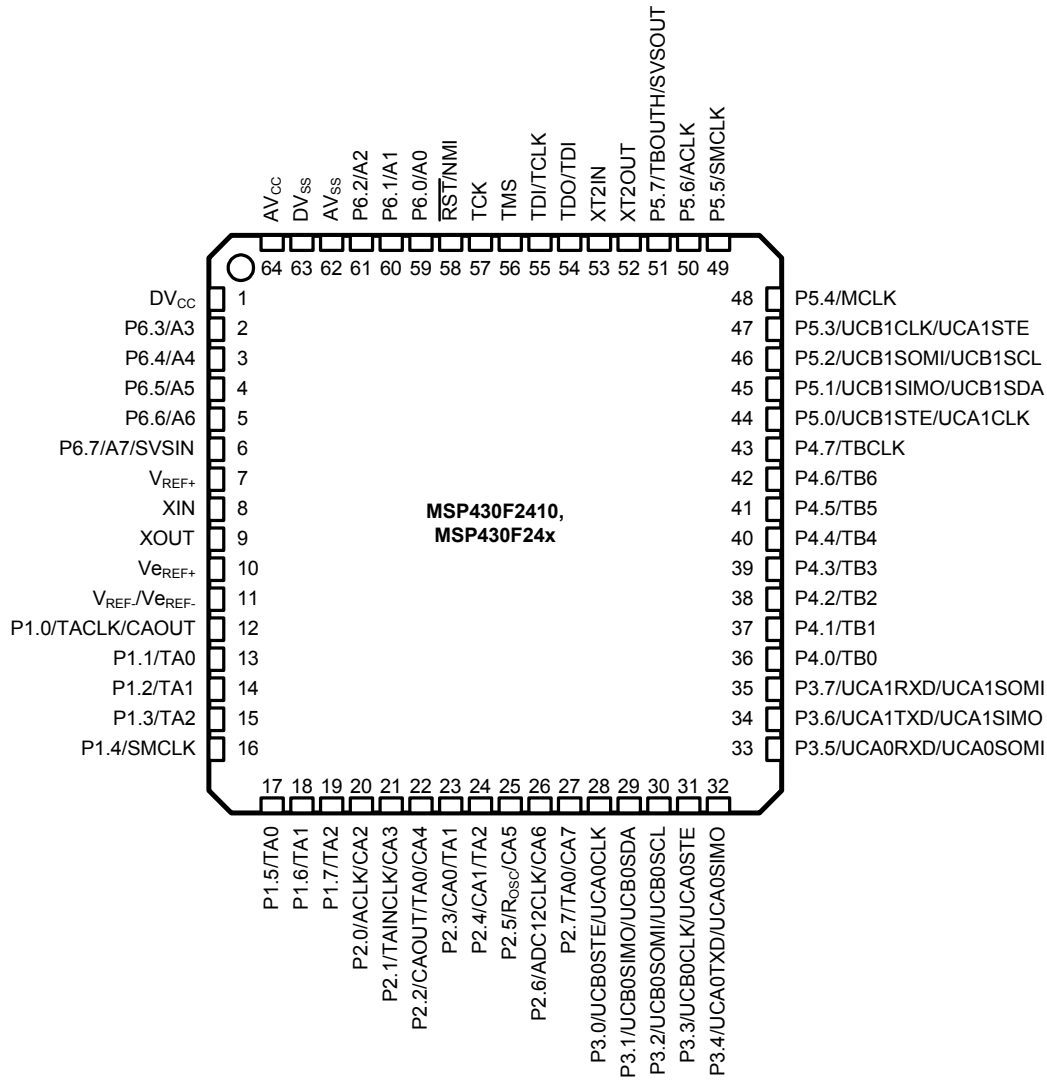 AVCC
DVSS
AVSS
P6.2/A2
P6.1/A1
P6.0/A0
RST/NMI
TCK
TMS
TDI/TCLK
TDO/TDI
XT2IN
XT2OUT
P5.7/TBOUTH/SVSOUT
P5.6/ACLK
P5.5/SMCLK
64 63 62 61 60 59 58 57 56 55 54 53 52 51 50 49
DVCC 1
P6.3/A3 2
P6.4/A4 3
P6.5/A5 4
P6.6/A6 5
P6.7/A7/SVSIN 6
VREF+ 7
XIN 8
XOUT 9
VeREF+ 10
VREF-/VeREF- 11
P1.0/TACLK/CAOUT 12
P1.1/TA0 13
P1.2/TA1 14
P1.3/TA2 15
P1.4/SMCLK 16
MSP430F2410,
MSP430F24x
48 P5.4/MCLK
47 P5.3/UCB1CLK/UCA1STE
46 P5.2/UCB1SOMI/UCB1SCL
45 P5.1/UCB1SIMO/UCB1SDA
44 P5.0/UCB1STE/UCA1CLK
43 P4.7/TBCLK
42 P4.6/TB6
41 P4.5/TB5
40 P4.4/TB4
39 P4.3/TB3
38 P4.2/TB2
37 P4.1/TB1
36 P4.0/TB0
35 P3.7/UCA1RXD/UCA1SOMI
34 P3.6/UCA1TXD/UCA1SIMO
33 P3.5/UCA0RXD/UCA0SOMI
17 18 19 20 21 22 23 24 25 26 27 28 29 30 31 32
P1.5/TA0
P1.6/TA1
P1.7/TA2
P2.0/ACLK/CA2
P2.1/TAINCLK/CA3
P2.2/CAOUT/TA0/CA4
P2.3/CA0/TA1
P2.4/CA1/TA2
P2.5/ROSC/CA5
P2.6/ADC12CLK/CA6
P2.7/TA0/CA7
P3.0/UCB0STE/UCA0CLK
P3.1/UCB0SIMO/UCB0SDA
P3.2/UCB0SOMI/UCB0SCL
P3.3/UCB0CLK/UCA0STE
P3.4/UCA0TXD/UCA0SIMO